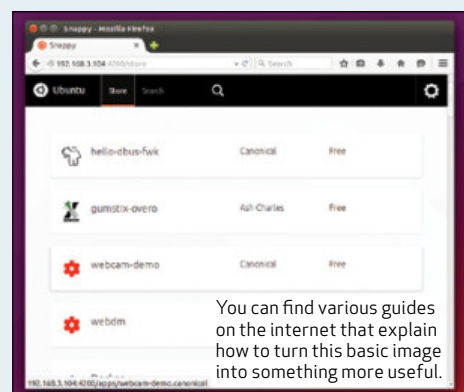 Snappy - Mozilla Firefox
Snappy
192.168.3.104:4200/store
Search
Ubuntu Store Search
hello-dbus-fwk Canonical Free
gumstix-overo Ash Charles Free
webcam-demo Canonical Free
webdm
You can find various guides
on the internet that explain
how to turn this basic image
into something more useful.
192.168.3.104:4200/apps/webcam-demo.canonical